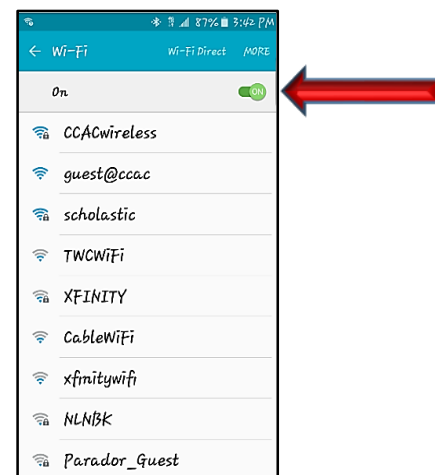 87% 3:42 PM
← Wi-Fi Wi-Fi Direct MORE
On ON
CCACwireless
guest@ccac
scholastic
TWCWiFi
XFINITY
CableWiFi
xfinitywifi
NLNBK
Parador_Guest